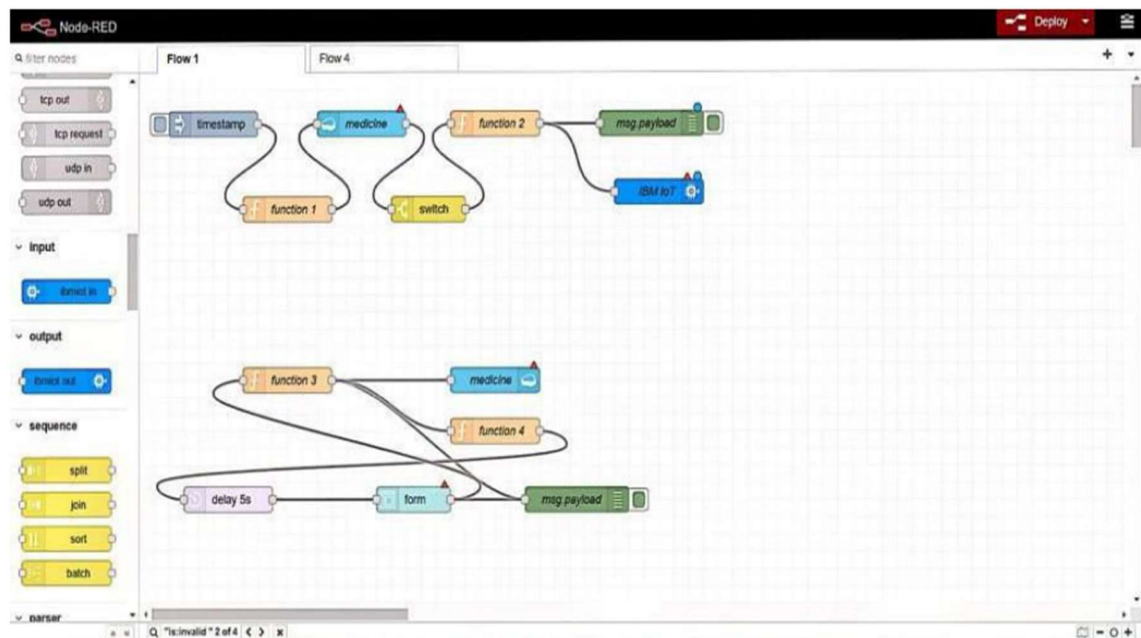 Node-RED
Deploy
filter nodes
Flow 1
Flow 4
tcp out
tcp request
udp in
udp out
input
ibmiot in
output
ibmiot out
sequence
split
join
sort
batch
parser
timestamp
medicine
function 2
msg.payload
IBM IoT
function 1
switch
function 3
medicine
function 4
delay 5s
form
msg.payload
"is:invalid " 2 of 4